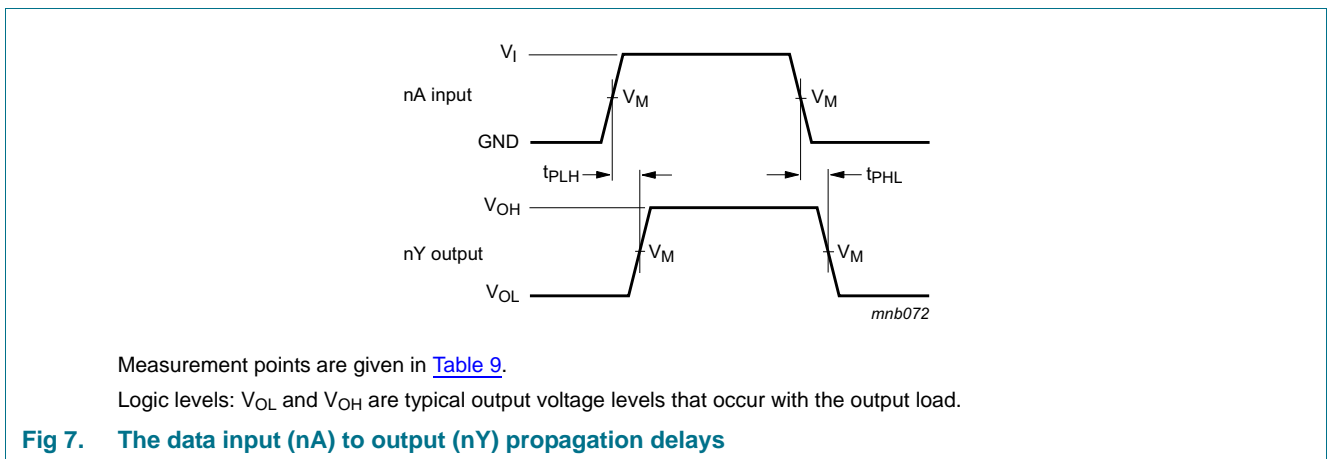 VI
nA input
VM
VM
GND
tPLH
tPHL
VOH
nY output
VM
VM
VOL
mnb072
Measurement points are given in Table 9.
Logic levels: VOL and VOH are typical output voltage levels that occur with the output load.
Fig 7. The data input (nA) to output (nY) propagation delays